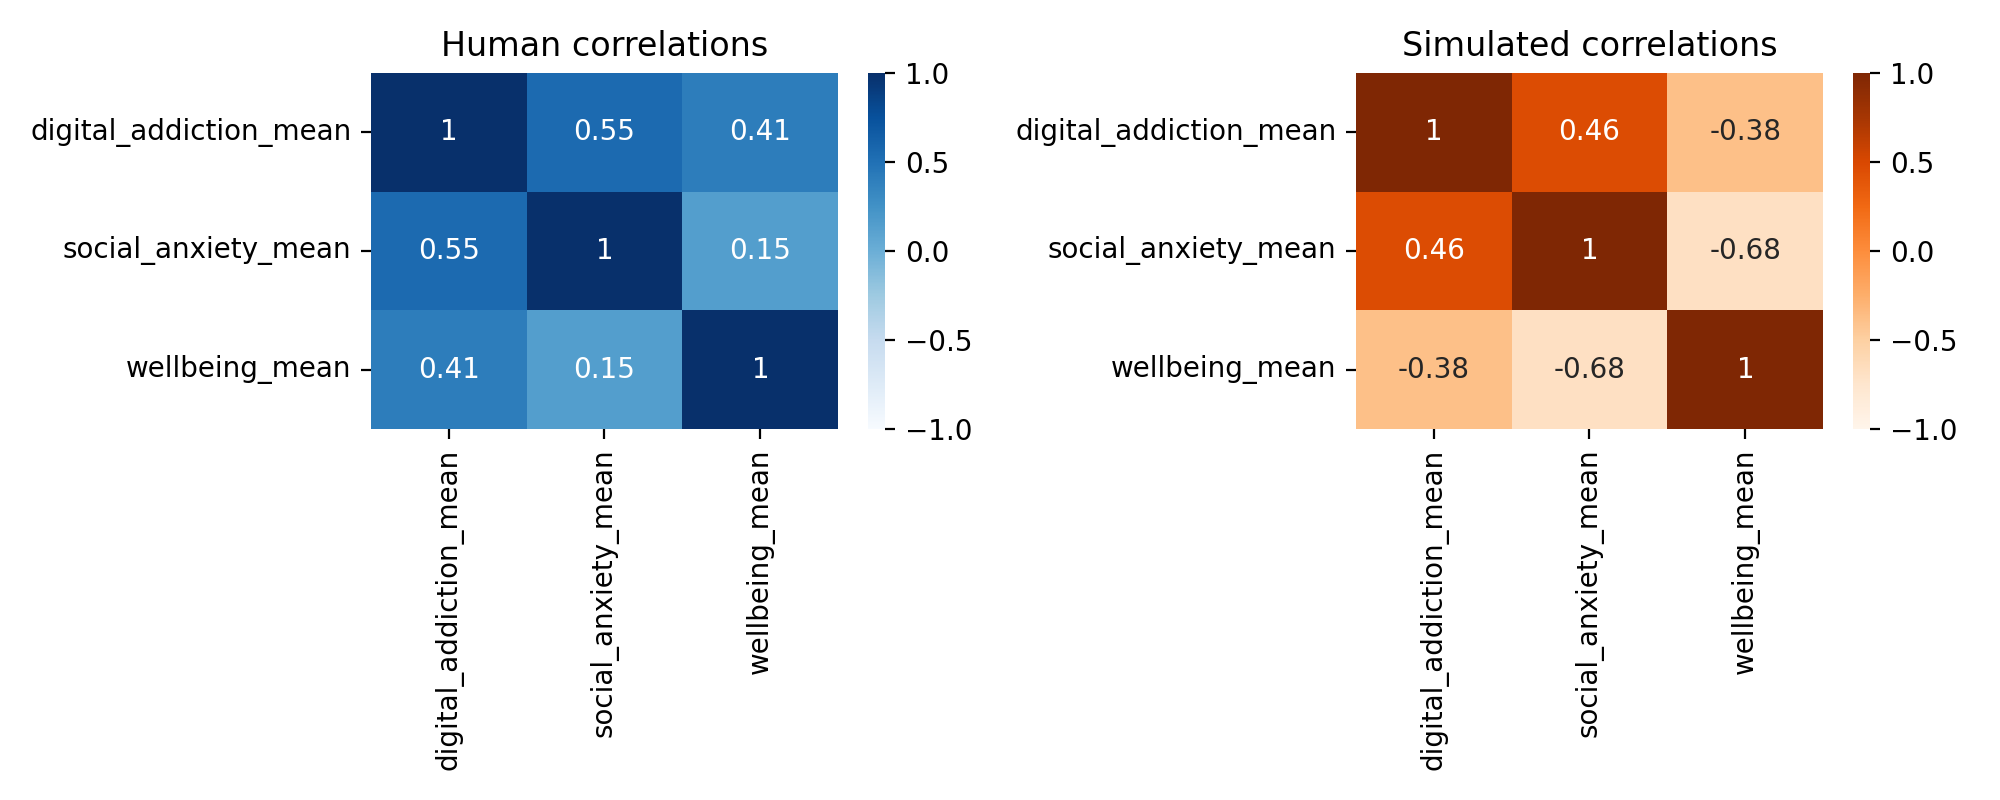 Human correlations
digital_addiction_mean 1 0.55 0.41
social_anxiety_mean 0.55 1 0.15
wellbeing_mean 0.41 0.15 1
digital_addiction_mean
social_anxiety_mean
wellbeing_mean
1.0
0.5
0.0
−0.5
−1.0
Simulated correlations
digital_addiction_mean 1 0.46 -0.38
social_anxiety_mean 0.46 1 -0.68
wellbeing_mean -0.38 -0.68 1
digital_addiction_mean
social_anxiety_mean
wellbeing_mean
1.0
0.5
0.0
−0.5
−1.0